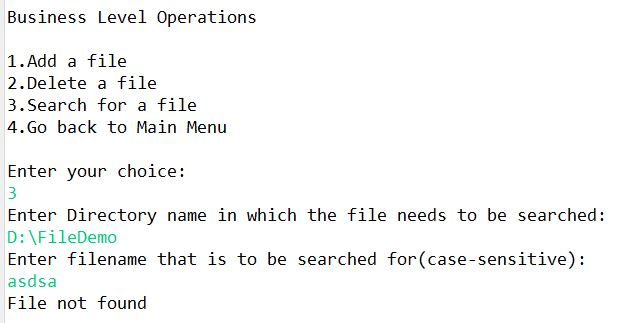 Business Level Operations
1.Add a file
2.Delete a file
3.Search for a file
4.Go back to Main Menu
Enter your choice:
3
Enter Directory name in which the file needs to be searched:
D:\FileDemo
Enter filename that is to be searched for(case-sensitive):
asdsa
File not found